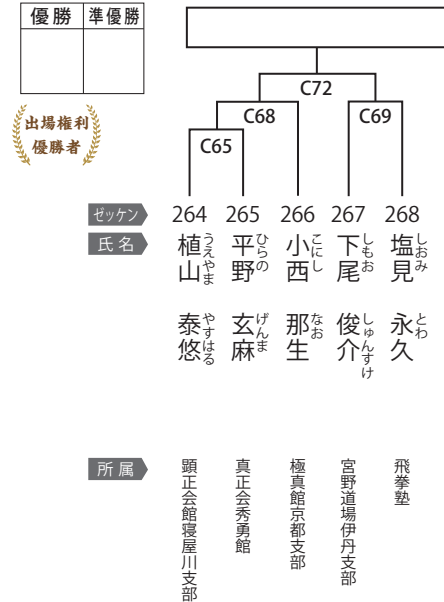 優勝 準優勝
出場権利
優勝者
C72
C68 C69
C65
ゼッケン 264 265 266 267 268
氏名
植山 泰悠
うえやま やすはる
平野 玄麻
ひらの げんま
小西 那生
こにし なお
下尾 俊介
しもお しゅんすけ
塩見 永久
しおみ とわ
所属
顕正会館寝屋川支部
真正会秀勇館
極真館京都支部
宮野道場伊丹支部
飛拳塾